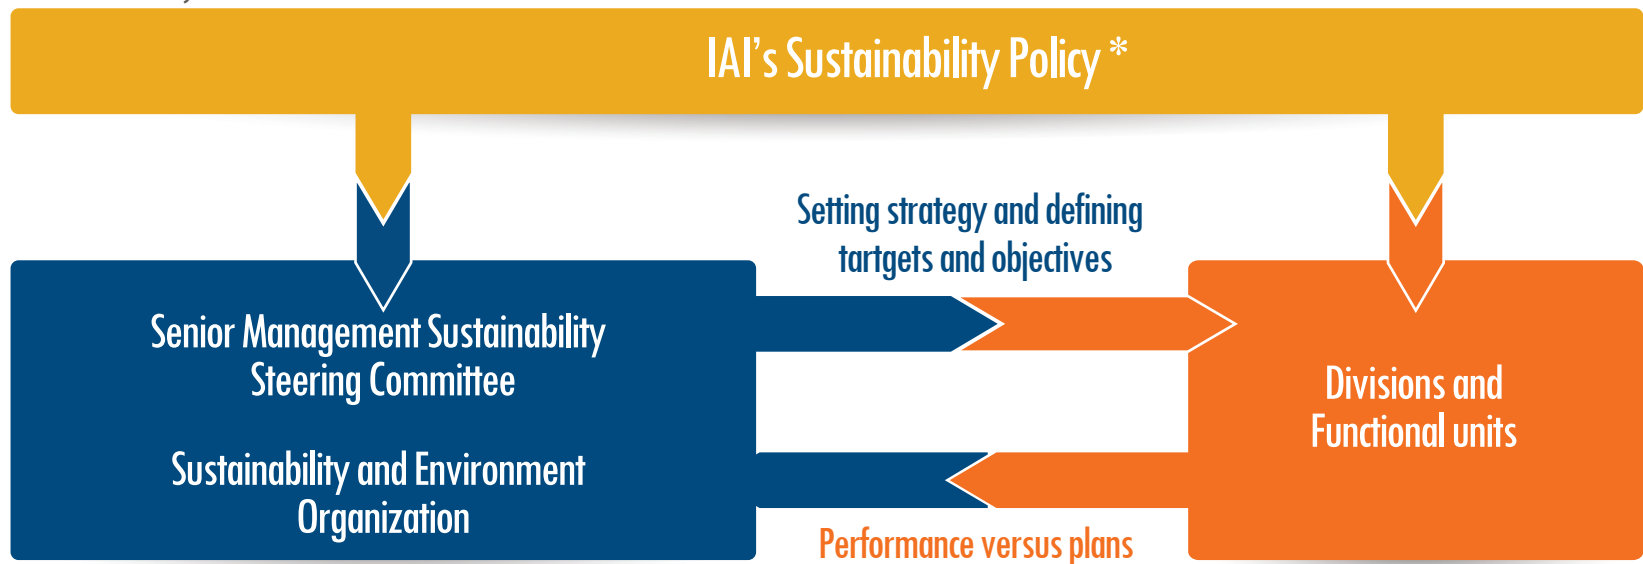 IAI's Sustainability Policy *
Setting strategy and defining
tartgets and objectives
Senior Management Sustainability
Steering Committee
Sustainability and Environment
Organization
Divisions and
Functional units
Performance versus plans